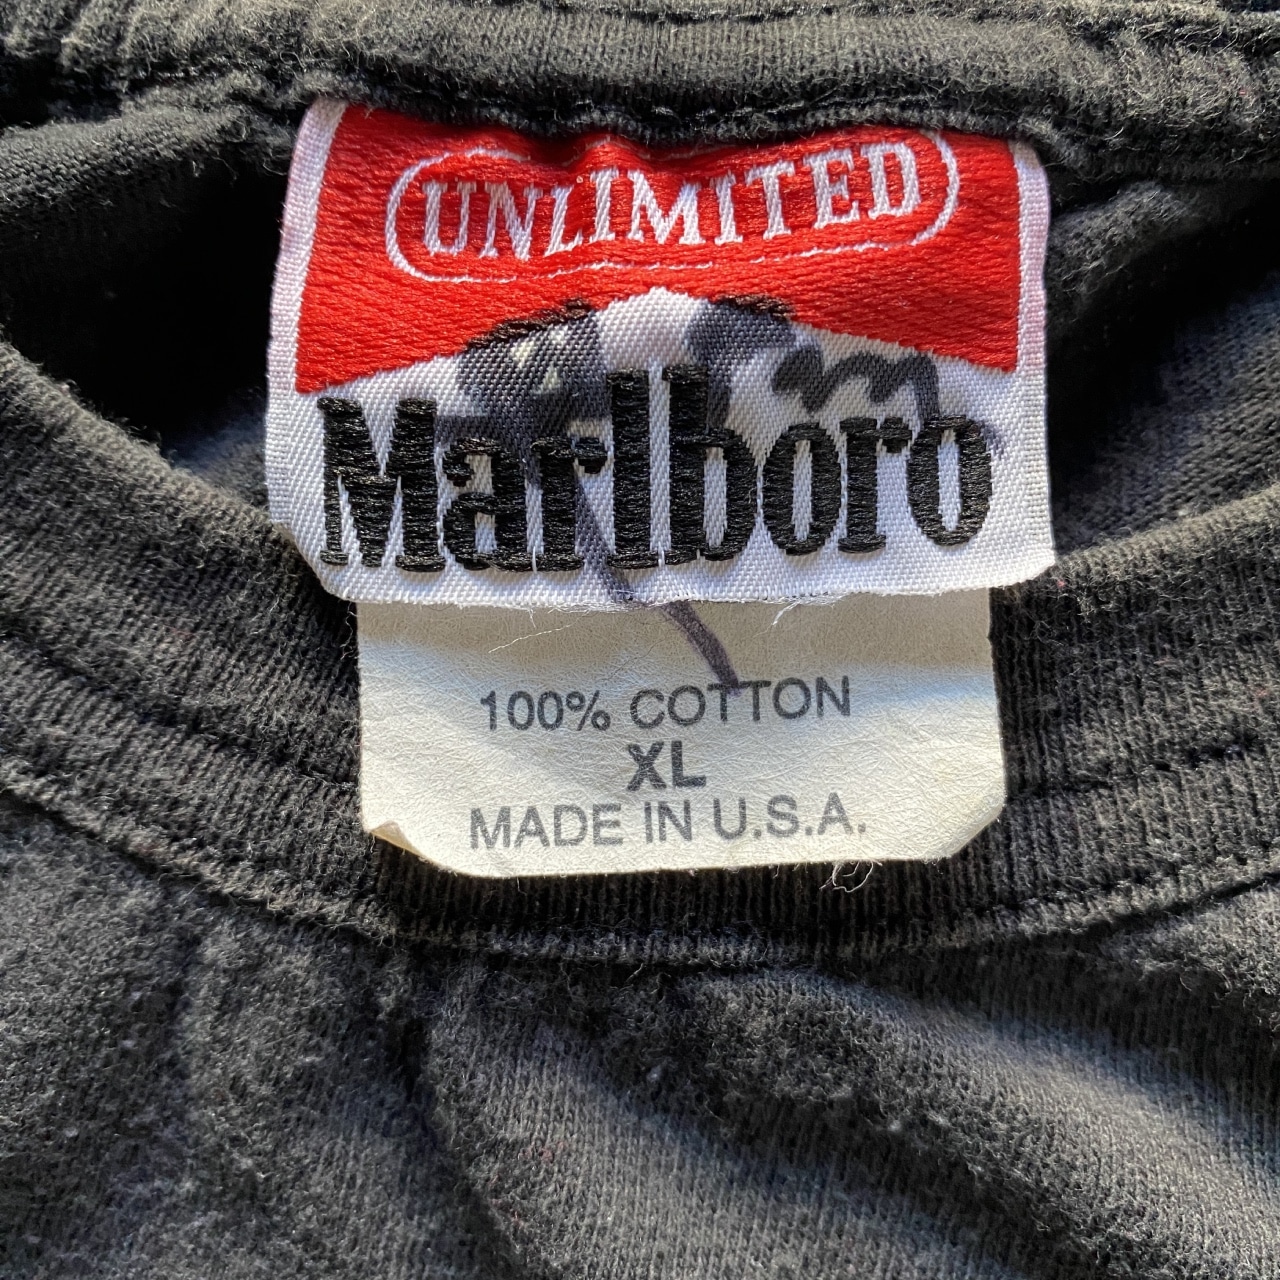 UNLIMITED
Marlboro
100% COTTON
XL
MADE IN U.S.A.